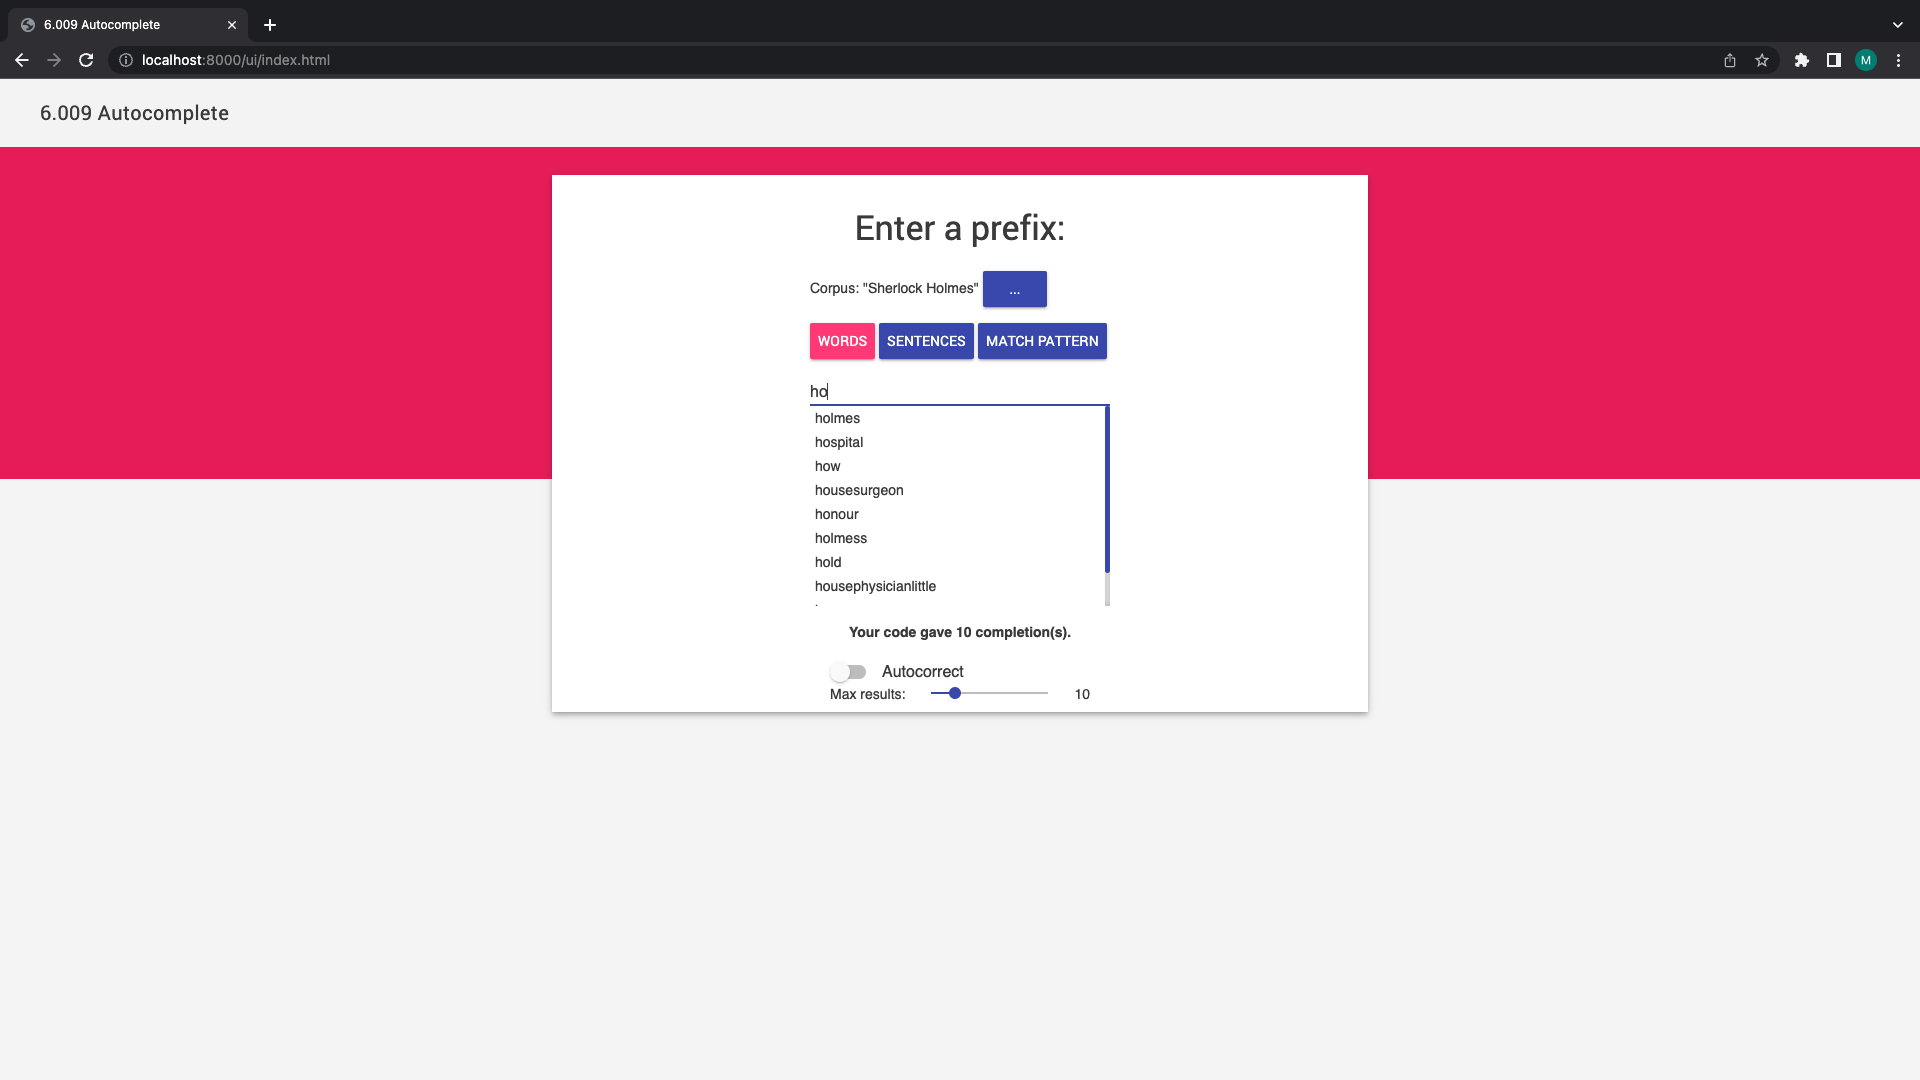 6.009 Autocomplete
localhost:8000/ui/index.html
M
6.009 Autocomplete
Enter a prefix:
Corpus: "Sherlock Holmes" ...
WORDS SENTENCES MATCH PATTERN
ho
holmes
hospital
how
housesurgeon
honour
holmess
hold
housephysicianlittle
Your code gave 10 completion(s).
Autocorrect
Max results: 10